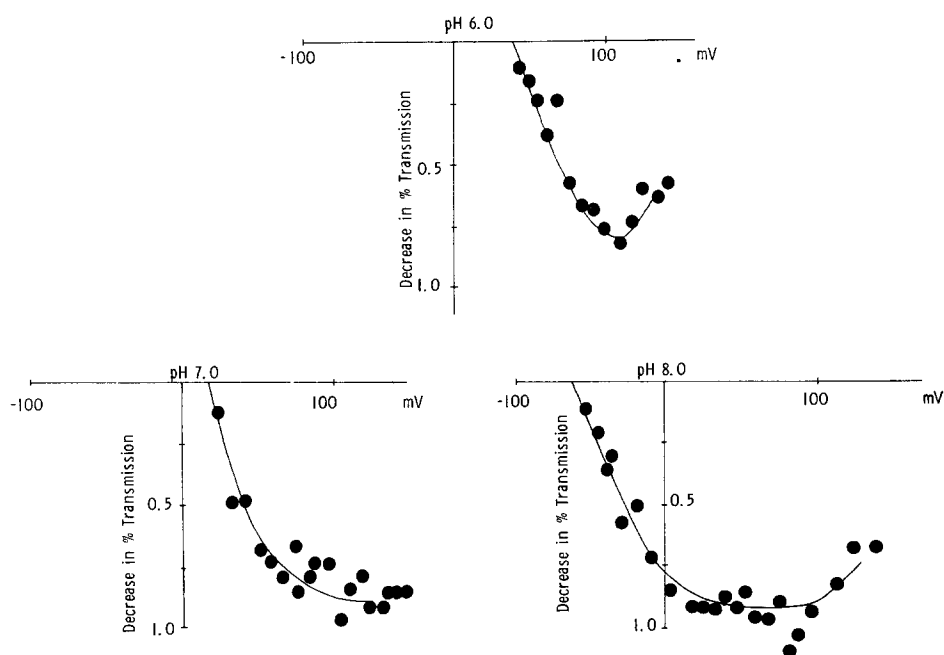 pH 6.0
-100
100
mV
Decrease in % Transmission
0.5
1.0
pH 7.0
-100
100
mV
Decrease in % Transmission
0.5
1.0
pH 8.0
-100
100
mV
Decrease in % Transmission
0.5
1.0